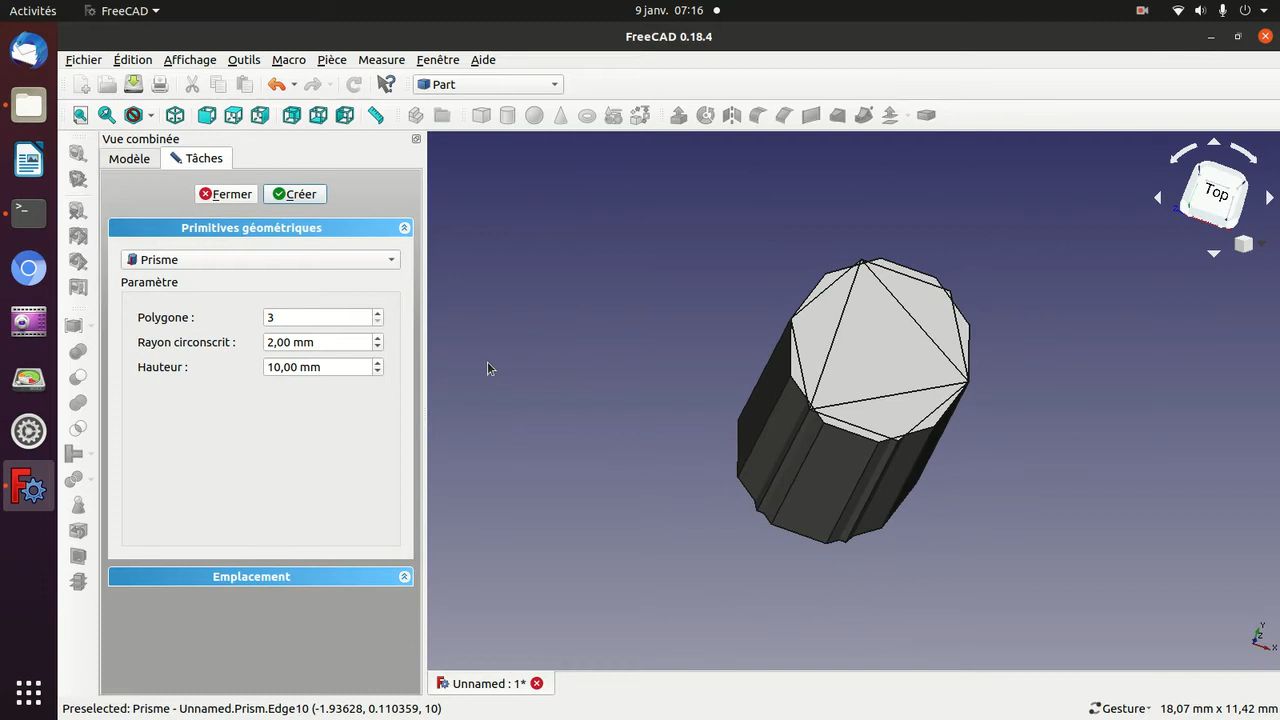 Activités
FreeCAD
9 janv. 07:16
FreeCAD 0.18.4
Fichier Édition Affichage Outils Macro Pièce Mesure Fenêtre Aide
Part
Vue combinée
Modèle Tâches
Fermer Créer
Primitives géométriques
Prisme
Paramètre
Polygone : 3
Rayon circonscrit : 2,00 mm
Hauteur : 10,00 mm
Emplacement
Top
Y
Z
X
Unnamed : 1*
Preselected: Prisme - Unnamed.Prism.Edge10 (-1.93628, 0.110359, 10)
Gesture 18,07 mm x 11,42 mm